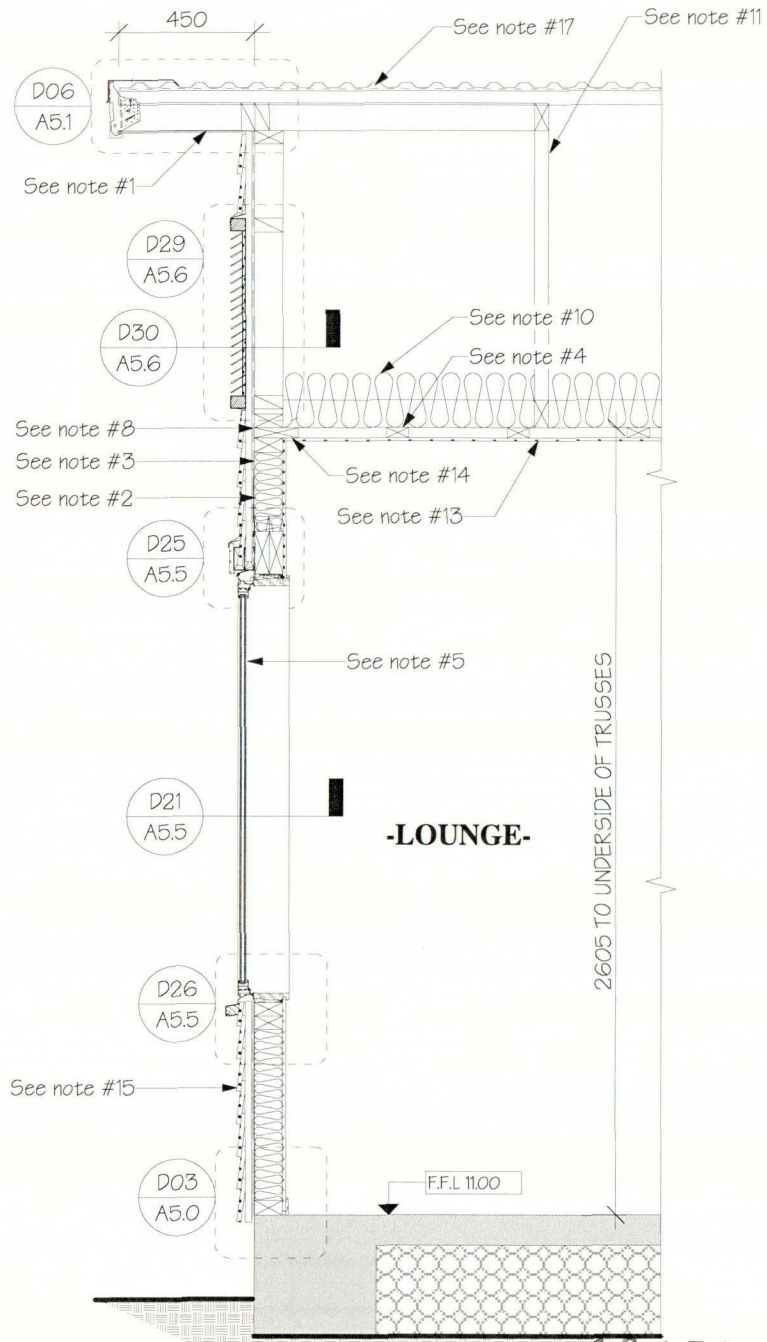 450
See note #17
See note #11
D06
A5.1
See note #1
D29
A5.6
D30
A5.6
See note #10
See note #4
See note #8
See note #3
See note #14
See note #2
See note #13
D25
A5.5
See note #5
2605 TO UNDERSIDE OF TRUSSES
D21
A5.5
-LOUNGE-
D26
A5.5
See note #15
D03
A5.0
F.F.L 11.00